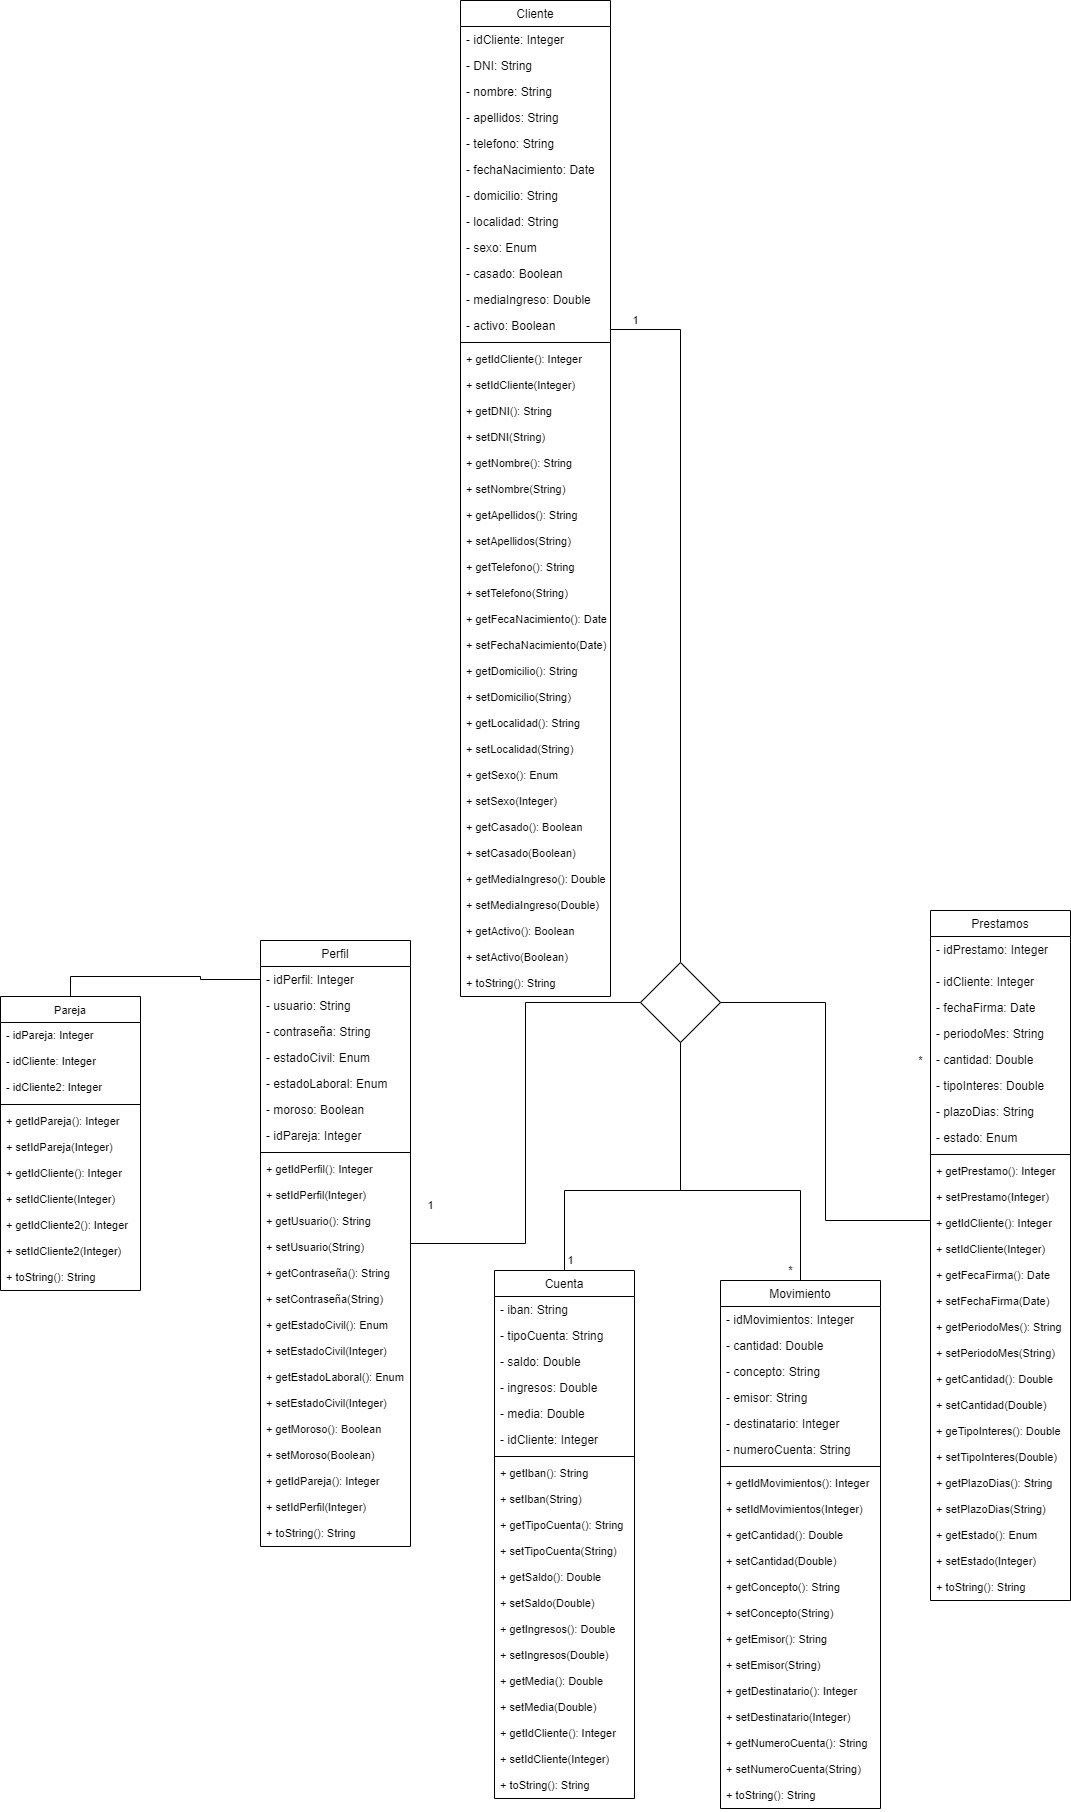 Cliente
- idCliente: Integer
- DNI: String
- nombre: String
- apellidos: String
- telefono: String
- fechaNacimiento: Date
- domicilio: String
- localidad: String
- sexo: Enum
- casado: Boolean
- mediaIngreso: Double
- activo: Boolean
1
+ getIdCliente(): Integer
+ setIdCliente(Integer)
+ getDNI(): String
+ setDNI(String)
+ getNombre(): String
+ setNombre(String)
+ getApellidos(): String
+ setApellidos(String)
+ getTelefono(): String
+ setTelefono(String)
+ getFecaNacimiento(): Date
+ setFechaNacimiento(Date)
+ getDomicilio(): String
+ setDomicilio(String)
+ getLocalidad(): String
+ setLocalidad(String)
+ getSexo(): Enum
+ setSexo(Integer)
+ getCasado(): Boolean
+ setCasado(Boolean)
+ getMediaIngreso(): Double
+ setMediaIngreso(Double)
+ getActivo(): Boolean
+ setActivo(Boolean)
+ toString(): String
Pareja
- idPareja: Integer
- idCliente: Integer
- idCliente2: Integer
+ getIdPareja(): Integer
+ setIdPareja(Integer)
+ getIdCliente(): Integer
+ setIdCliente(Integer)
+ getIdCliente2(): Integer
+ setIdCliente2(Integer)
+ toString(): String
Perfil
- idPerfil: Integer
- usuario: String
- contraseña: String
- estadoCivil: Enum
- estadoLaboral: Enum
- moroso: Boolean
- idPareja: Integer
+ getIdPerfil(): Integer
+ setIdPerfil(Integer)
+ getUsuario(): String
+ setUsuario(String)
+ getContraseña(): String
+ setContraseña(String)
+ getEstadoCivil(): Enum
+ setEstadoCivil(Integer)
+ getEstadoLaboral(): Enum
+ setEstadoCivil(Integer)
+ getMoroso(): Boolean
+ setMoroso(Boolean)
+ getIdPareja(): Integer
+ setIdPerfil(Integer)
+ toString(): String
1
1
Cuenta
- iban: String
- tipoCuenta: String
- saldo: Double
- ingresos: Double
- media: Double
- idCliente: Integer
+ getIban(): String
+ setIban(String)
+ getTipoCuenta(): String
+ setTipoCuenta(String)
+ getSaldo(): Double
+ setSaldo(Double)
+ getIngresos(): Double
+ setIngresos(Double)
+ getMedia(): Double
+ setMedia(Double)
+ getIdCliente(): Integer
+ setIdCliente(Integer)
+ toString(): String
*
Movimiento
- idMovimientos: Integer
- cantidad: Double
- concepto: String
- emisor: String
- destinatario: Integer
- numeroCuenta: String
+ getIdMovimientos(): Integer
+ setIdMovimientos(Integer)
+ getCantidad(): Double
+ setCantidad(Double)
+ getConcepto(): String
+ setConcepto(String)
+ getEmisor(): String
+ setEmisor(String)
+ getDestinatario(): Integer
+ setDestinatario(Integer)
+ getNumeroCuenta(): String
+ setNumeroCuenta(String)
+ toString(): String
*
Prestamos
- idPrestamo: Integer
- idCliente: Integer
- fechaFirma: Date
- periodoMes: String
- cantidad: Double
- tipoInteres: Double
- plazoDias: String
- estado: Enum
+ getPrestamo(): Integer
+ setPrestamo(Integer)
+ getIdCliente(): Integer
+ setIdCliente(Integer)
+ getFecaFirma(): Date
+ setFechaFirma(Date)
+ getPeriodoMes(): String
+ setPeriodoMes(String)
+ getCantidad(): Double
+ setCantidad(Double)
+ geTipoInteres(): Double
+ setTipoInteres(Double)
+ getPlazoDias(): String
+ setPlazoDias(String)
+ getEstado(): Enum
+ setEstado(Integer)
+ toString(): String